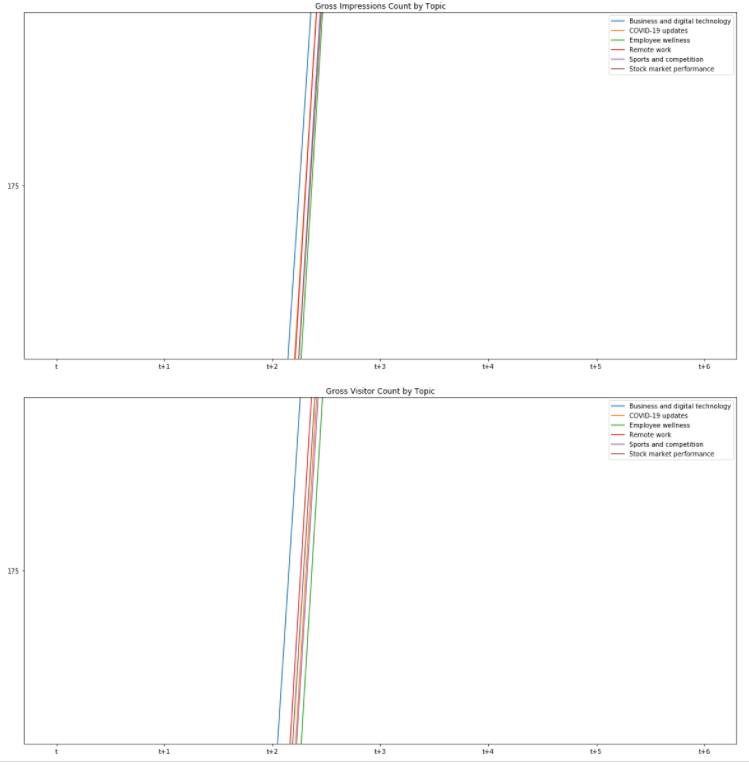 Gross Impressions Count by Topic
Business and digital technology
COVID-19 updates
Employee wellness
Remote work
Sports and competition
Stock market performance
175
t t+1 t+2 t+3 t+4 t+5 t+6
Gross Visitor Count by Topic
Business and digital technology
COVID-19 updates
Employee wellness
Remote work
Sports and competition
Stock market performance
175
t t+1 t+2 t+3 t+4 t+5 t+6